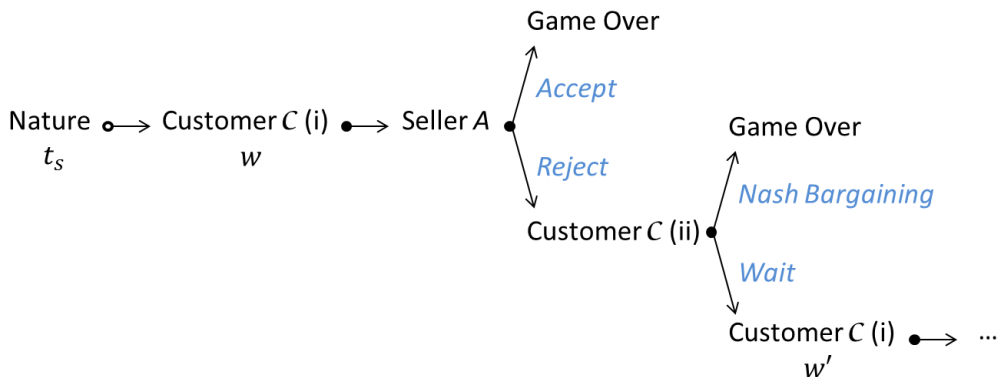 Game Over
Accept
Nature Customer C (i) Seller A
t_s w
Game Over
Reject
Nash Bargaining
Customer C (ii)
Wait
Customer C (i) ...
w'